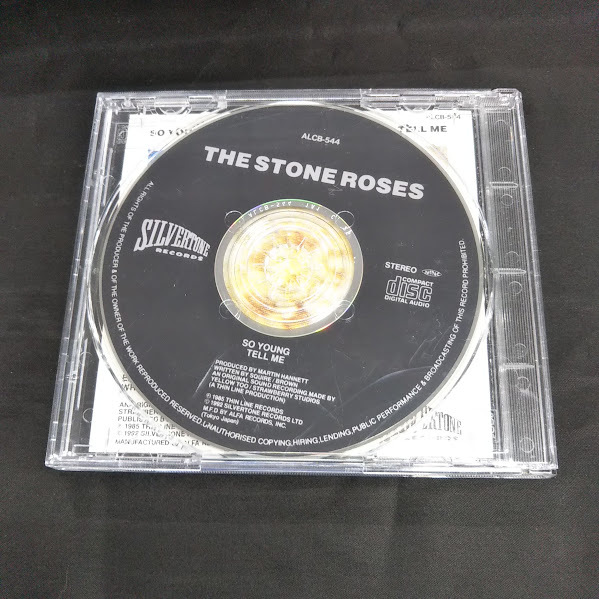 SO YOU
TELL ME
ALCB-544
ALCB-544
THE STONE ROSES
SILVERTONE
RECORDS
STEREO
COMPACT
disc
DIGITAL AUDIO
SO YOUNG
TELL ME
PRODUCED BY MARTIN HANNETT
WRITTEN BY SQUIRE / BROWN
AN ORIGINAL SOUND RECORDING MADE BY
YELLOW TOO / STRAWBERRY STUDIOS
(A THIN LINE PRODUCTION)
℗ 1985 THIN LINE RECORDS
© 1992 SILVERTONE RECORDS LTD
M.F.D BY ALFA RECORDS, INC.
(Tokyo Japan)
ALL RIGHTS OF THE PRODUCER & OF THE OWNER OF THE WORK REPRODUCED RESERVED, UNAUTHORISED COPYING, HIRING, LENDING, PUBLIC PERFORMANCE & BROADCASTING OF THIS RECORD PROHIBITED